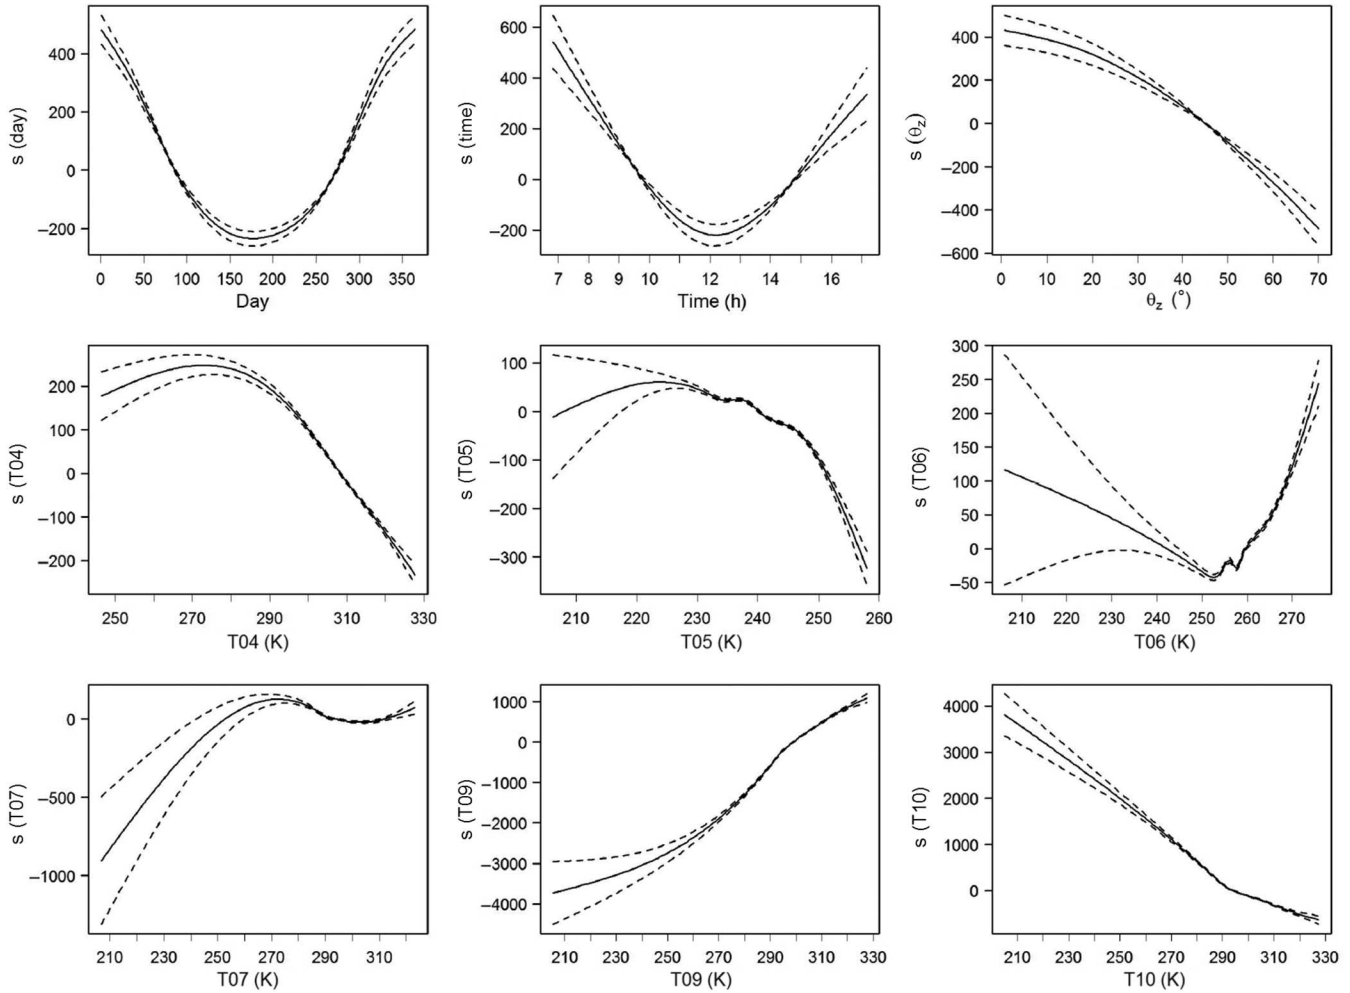 s (day)
400
200
0
−200
0 50 100 150 200 250 300 350
Day
s (time)
600
400
200
0
−200
7 8 9 10 12 14 16
Time (h)
s (θz)
400
200
0
−200
−400
−600
0 10 20 30 40 50 60 70
θz (°)
s (T04)
200
100
0
−100
−200
250 270 290 310 330
T04 (K)
s (T05)
100
0
−100
−200
−300
210 220 230 240 250 260
T05 (K)
s (T06)
300
250
200
150
100
50
0
−50
210 220 230 240 250 260 270
T06 (K)
s (T07)
0
−500
−1000
210 230 250 270 290 310
T07 (K)
s (T09)
1000
0
−1000
−2000
−3000
−4000
210 230 250 270 290 310 330
T09 (K)
s (T10)
4000
3000
2000
1000
0
210 230 250 270 290 310 330
T10 (K)